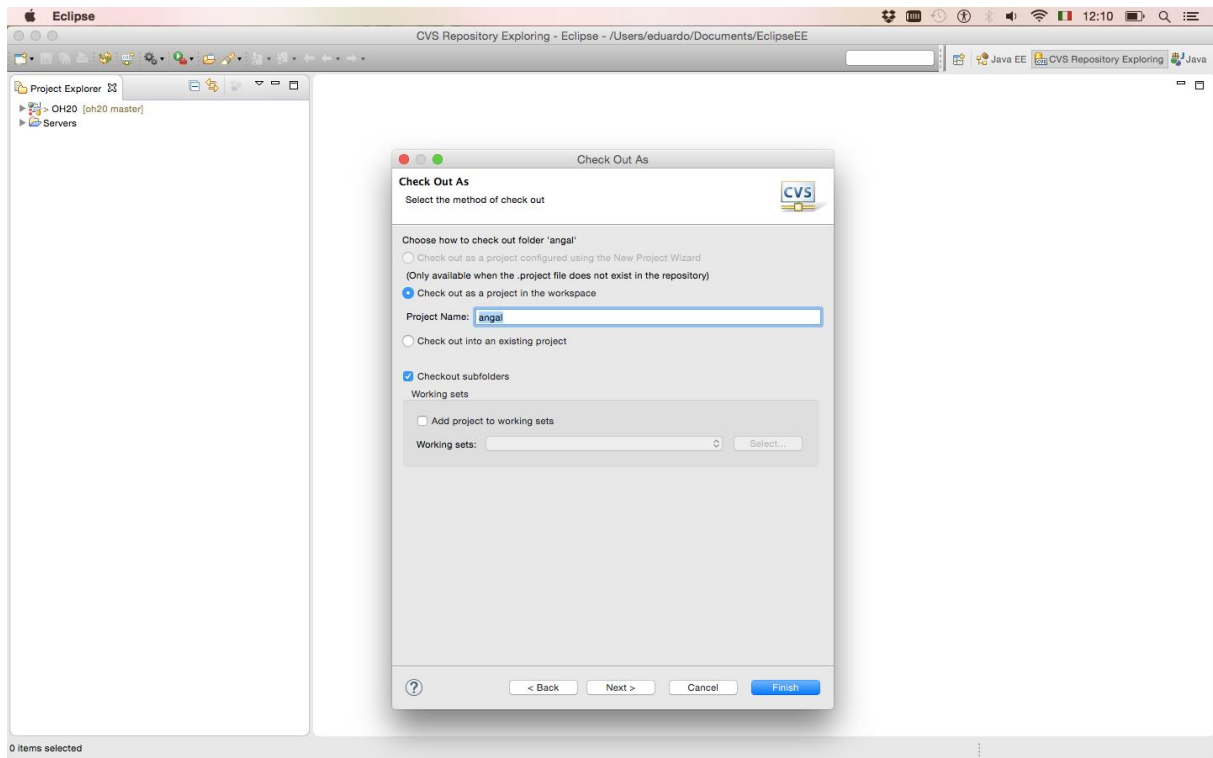 Eclipse
12:10
CVS Repository Exploring - Eclipse - /Users/eduardo/Documents/EclipseEE
Java EE
CVS Repository Exploring
Java
Project Explorer
> OH20 [oh20 master]
Servers
Check Out As
Check Out As
Select the method of check out
CVS
Choose how to check out folder 'angal'
Check out as a project configured using the New Project Wizard
(Only available when the .project file does not exist in the repository)
Check out as a project in the workspace
Project Name: angal
Check out into an existing project
Checkout subfolders
Working sets
Add project to working sets
Working sets:
Select...
?
< Back
Next >
Cancel
Finish
0 items selected